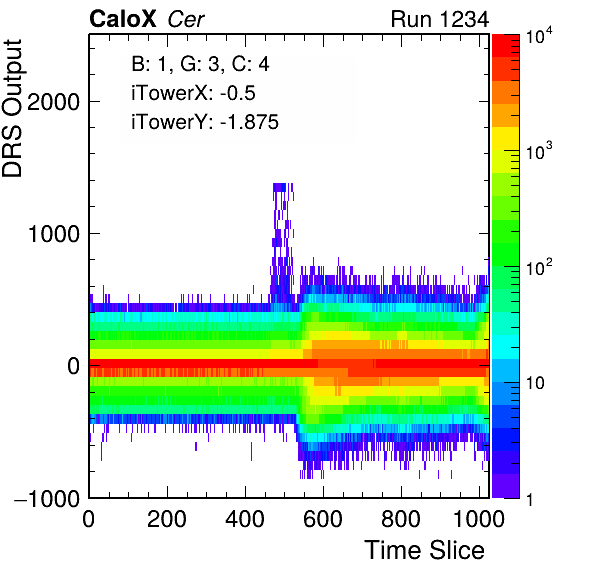 CaloX Cer Run 1234
B: 1, G: 3, C: 4
iTowerX: -0.5
iTowerY: -1.875
DRS Output
2000
1000
0
−1000
0 200 400 600 800 1000
Time Slice
10^4
10^3
10^2
10
1